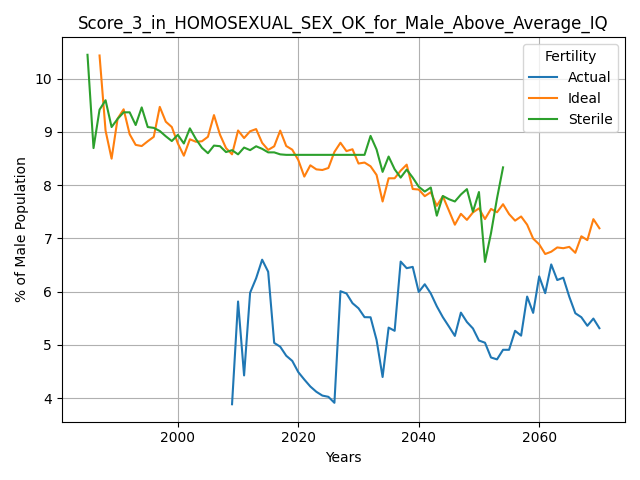 Score_3_in_HOMOSEXUAL_SEX_OK_for_Male_Above_Average_IQ
Fertility
Actual
Ideal
Sterile
% of Male Population
10
9
8
7
6
5
4
2000
2020
2040
2060
Years